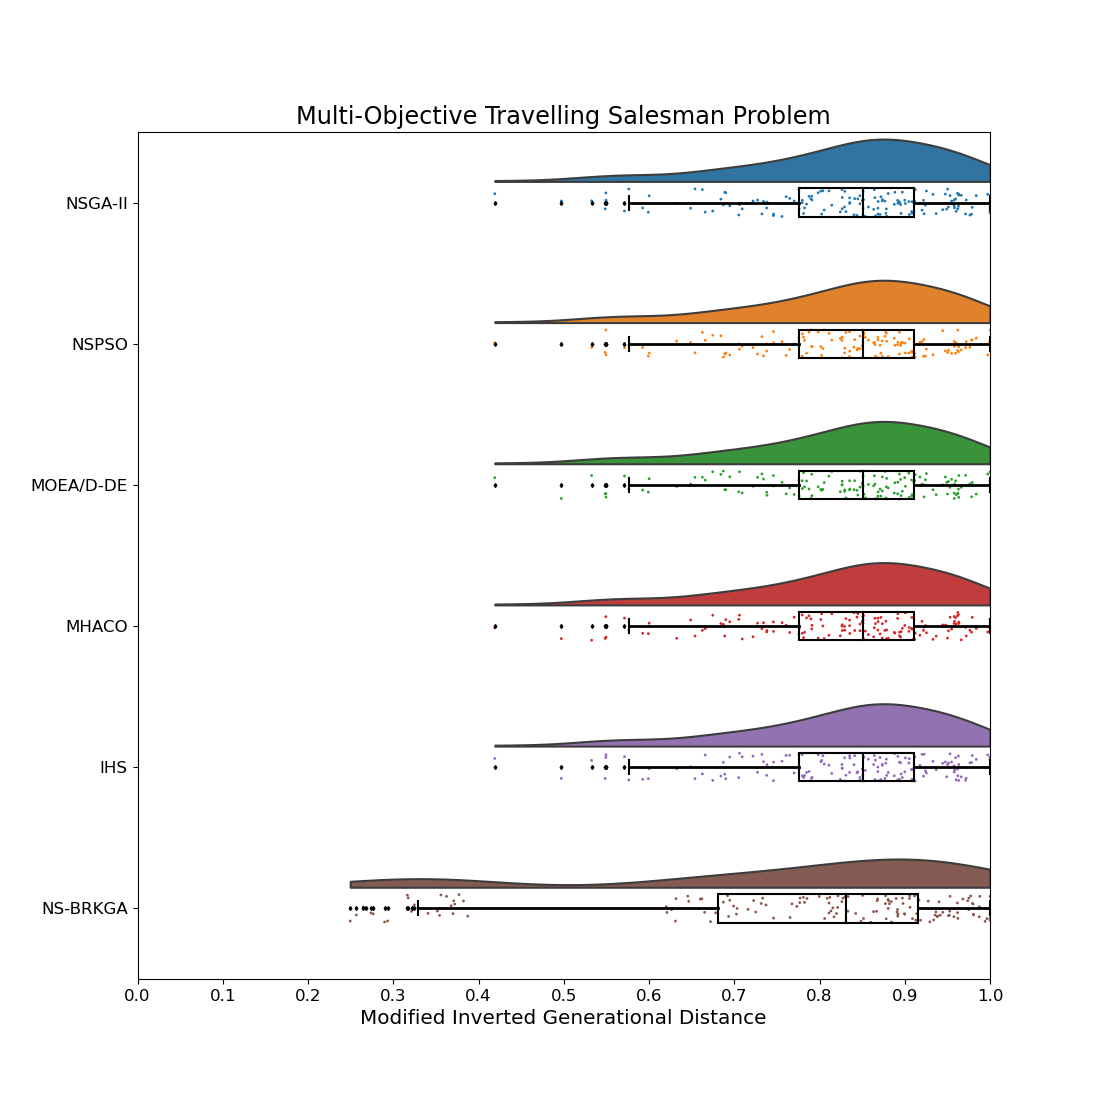 Multi-Objective Travelling Salesman Problem
NSGA-II
NSPSO
MOEA/D-DE
MHACO
IHS
NS-BRKGA
0.0 0.1 0.2 0.3 0.4 0.5 0.6 0.7 0.8 0.9 1.0
Modified Inverted Generational Distance